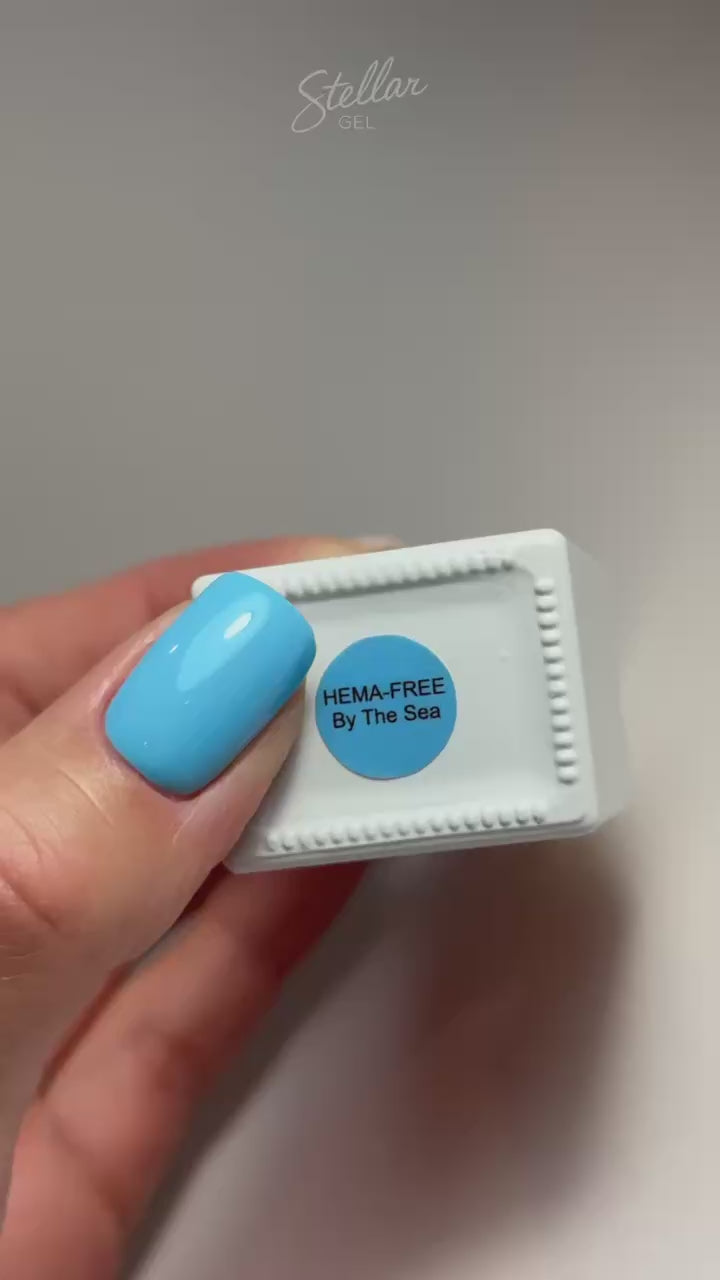 Stellar
GEL
HEMA-FREE
By The Sea